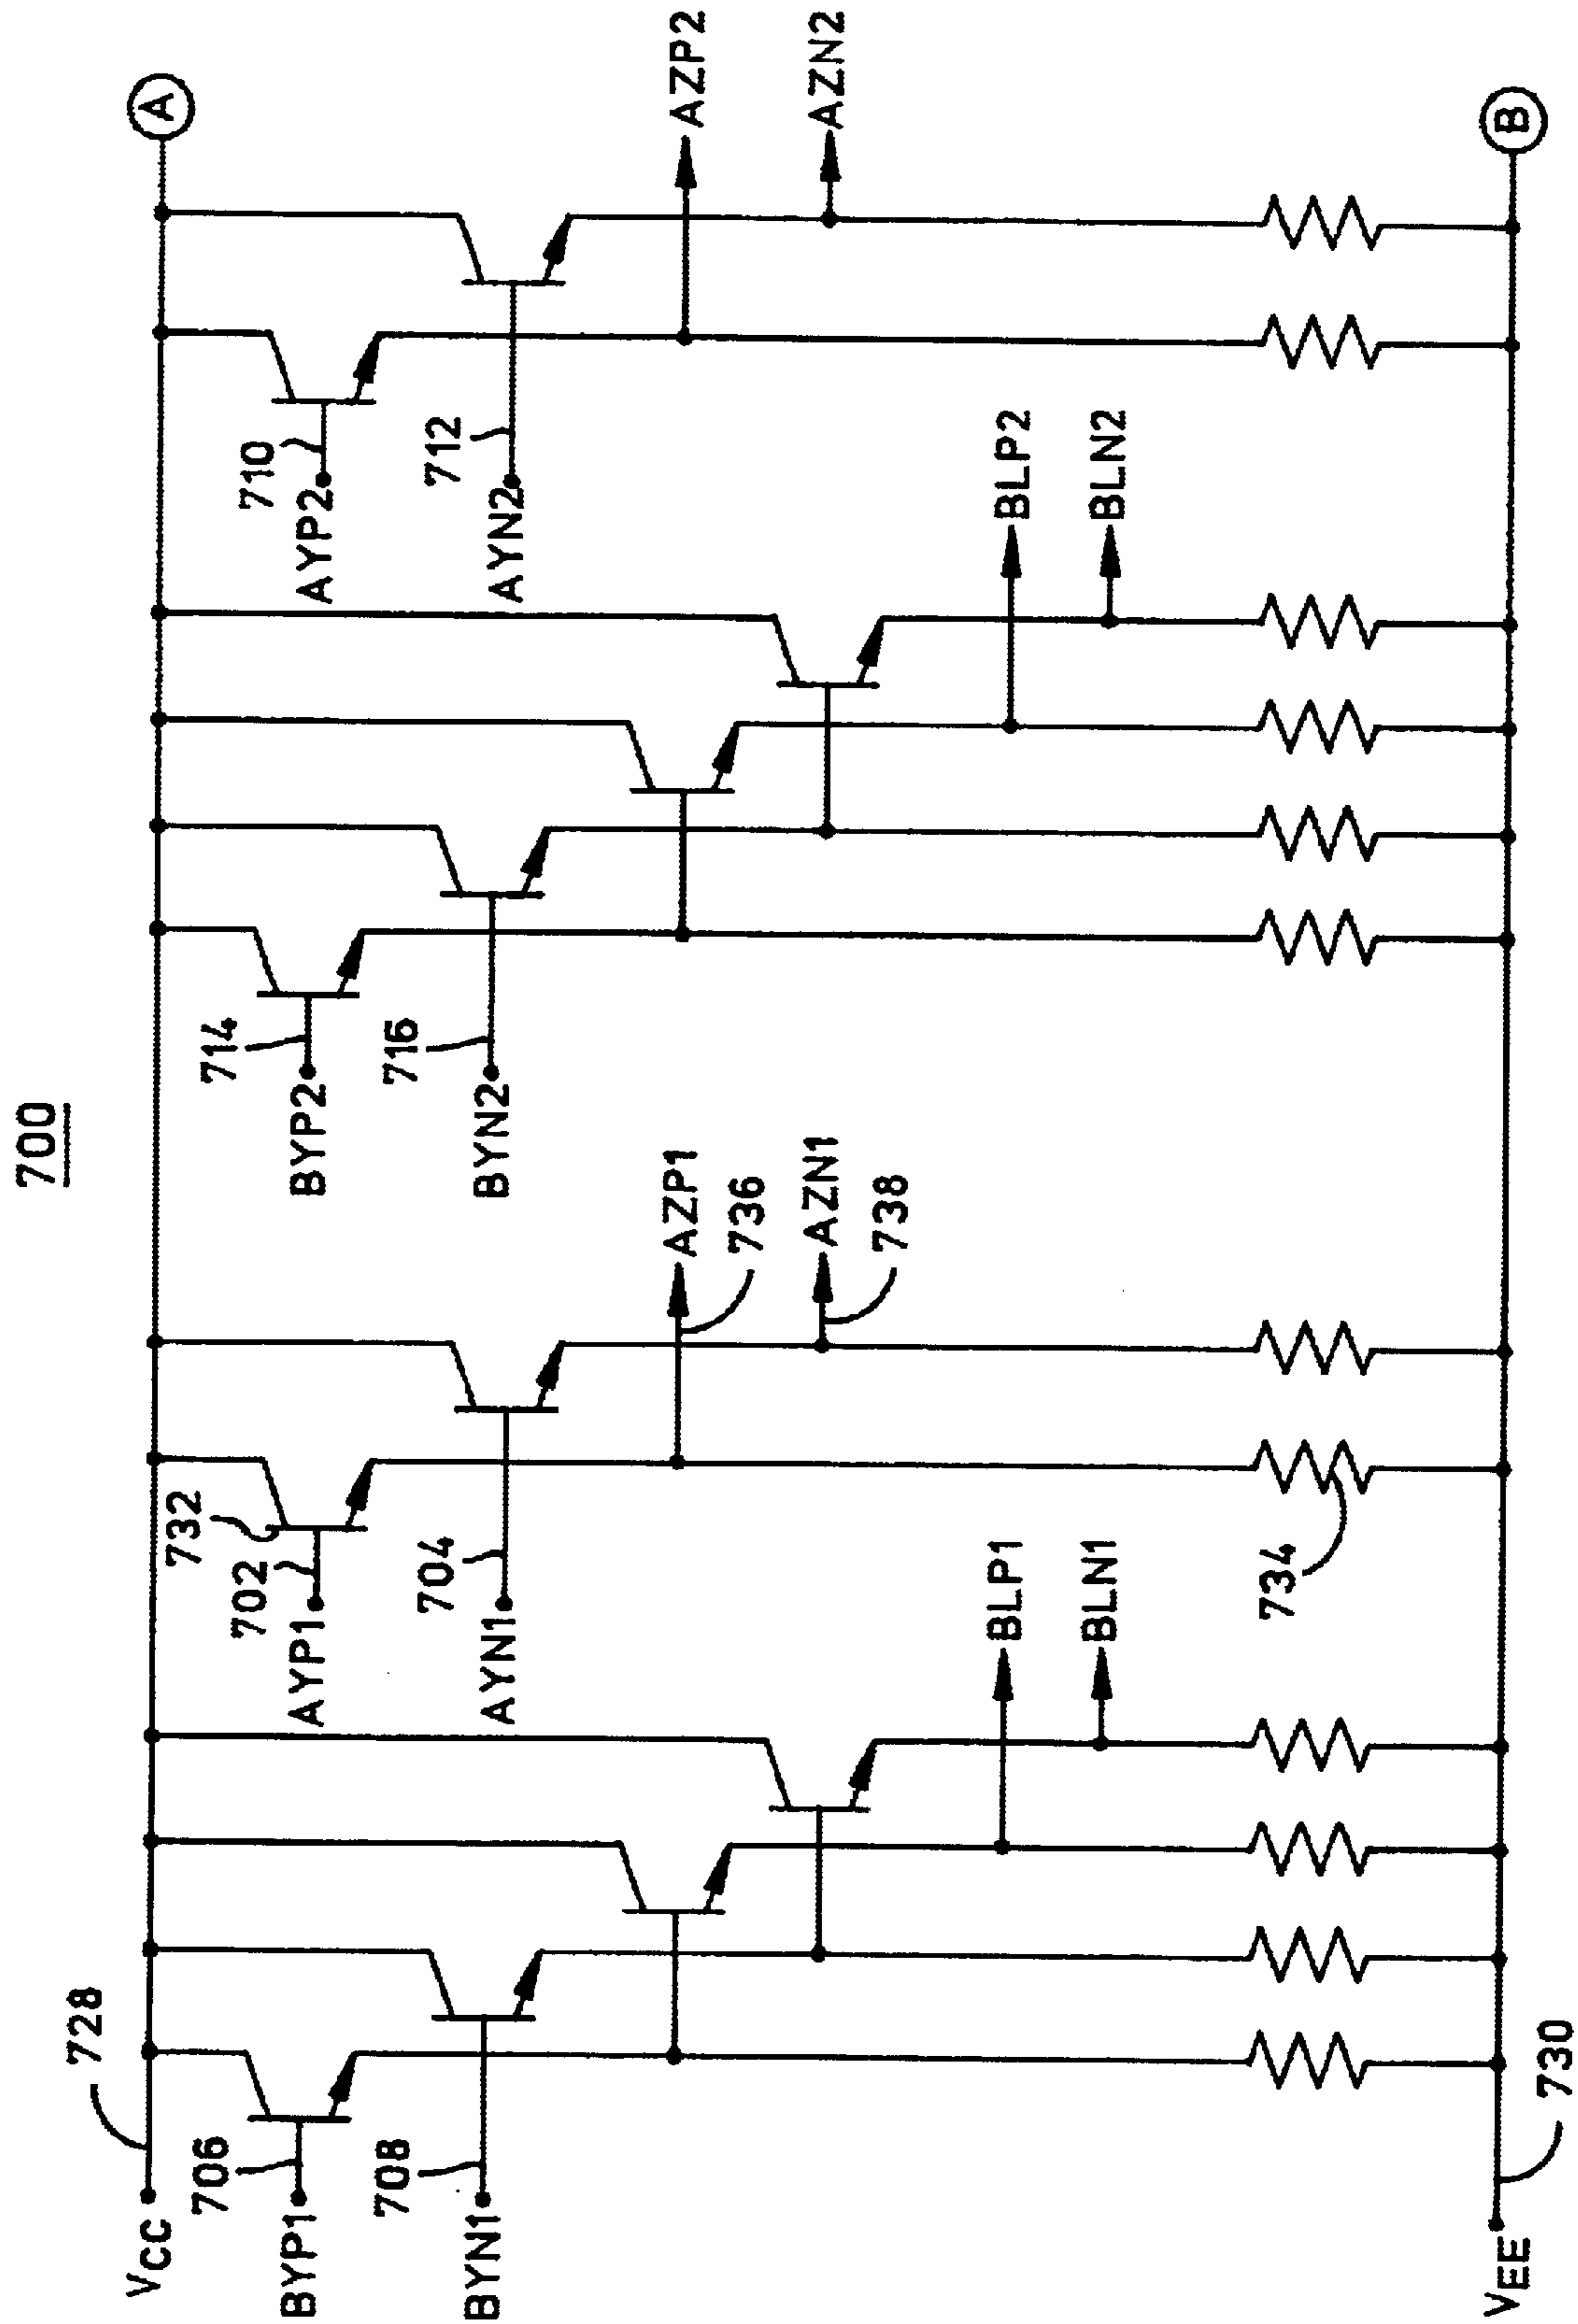 700
728
VCC
706
BYP1
708
BYN1
BLP1
BLN1
732
702
AYP1
704
AYN1
AZP1
736
AZN1
738
734
714
BYP2
716
BYN2
BLP2
BLN2
710
AYP2
712
AYN2
AZP2
AZN2
A
B
VEE
730